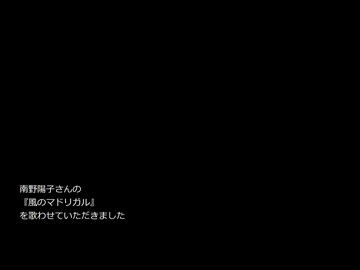 南野陽子さんの
『風のマドリガル』
を歌わせていただきました